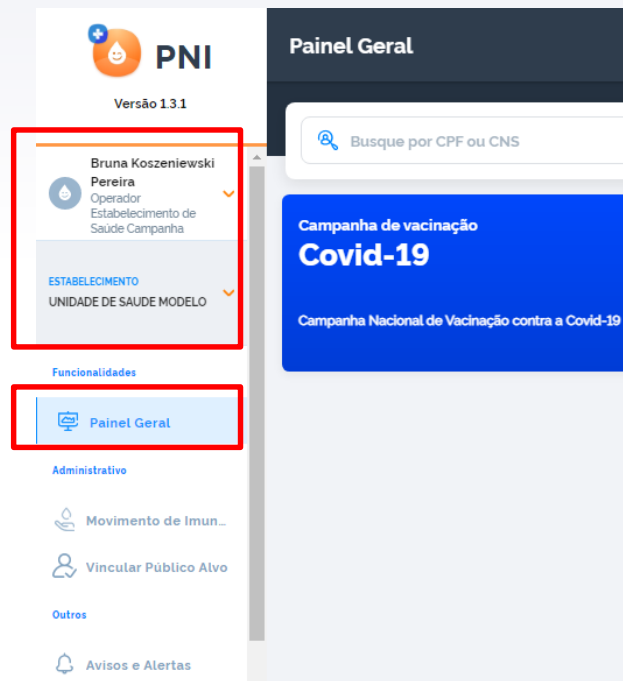 PNI
Versão 1.3.1
Bruna Koszeniewski
Pereira
Operador
Estabelecimento de
Saúde Campanha
ESTABELECIMENTO
UNIDADE DE SAUDE MODELO
Funcionalidades
Painel Geral
Administrativo
Movimento de Imun...
Vincular Público Alvo
Outros
Avisos e Alertas
Painel Geral
Busque por CPF ou CNS
Campanha de vacinação
Covid-19
Campanha Nacional de Vacinação contra a Covid-19